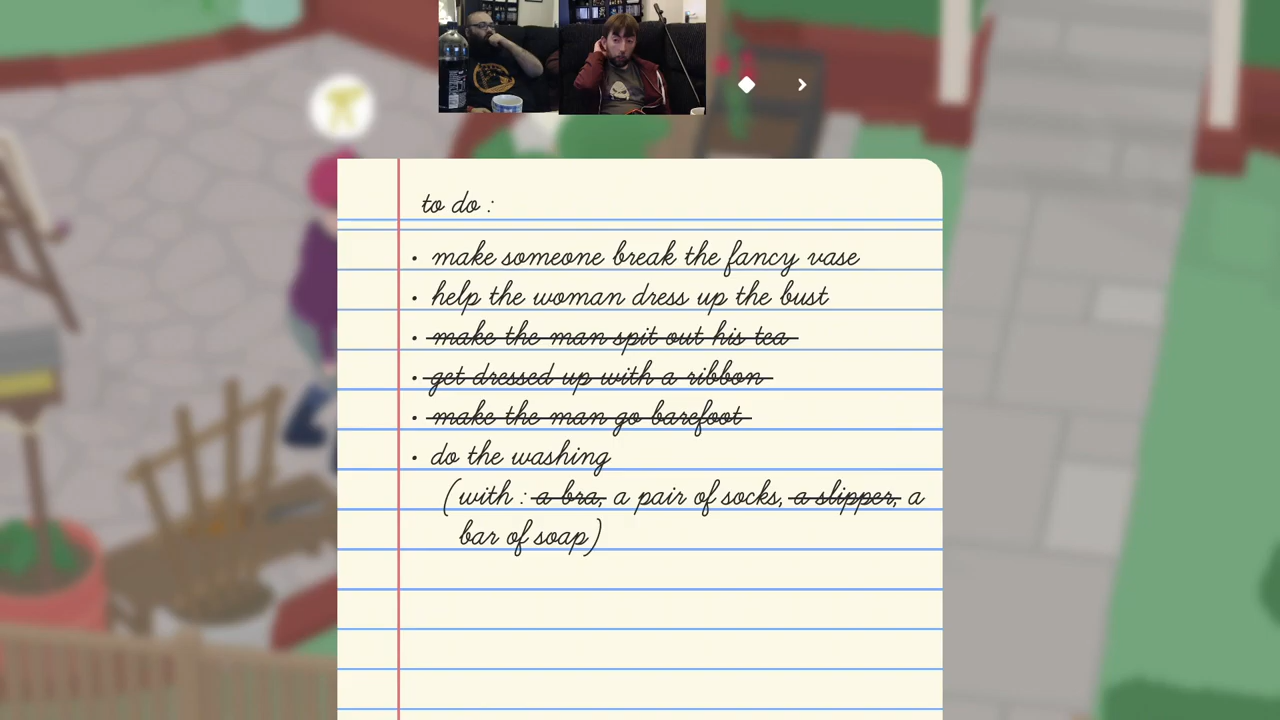 to do :
• make someone break the fancy vase
• help the woman dress up the bust
• make the man spit out his tea
• get dressed up with a ribbon
• make the man go barefoot
• do the washing
(with : a bra, a pair of socks, a slipper, a
bar of soap)